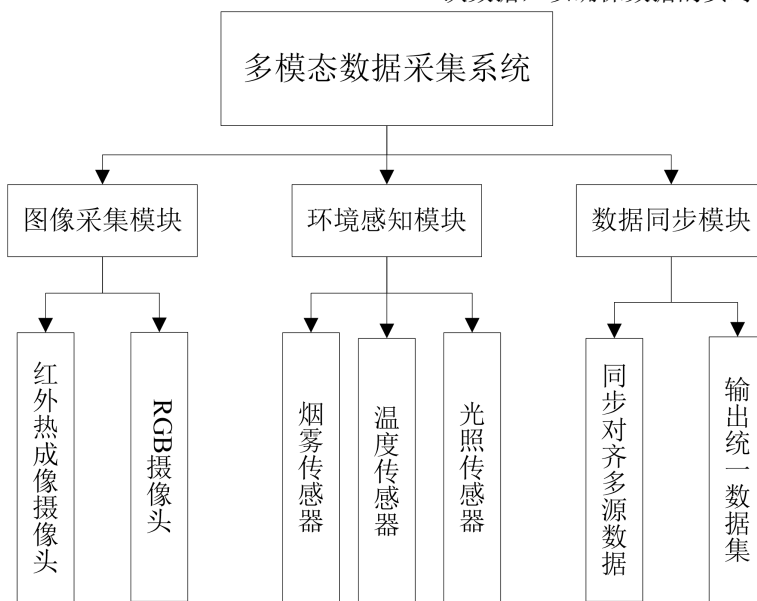 多模态数据采集系统
图像采集模块
环境感知模块
数据同步模块
红外热成像摄像头
RGB摄像头
烟雾传感器
温度传感器
光照传感器
同步对齐多源数据
输出统一数据集